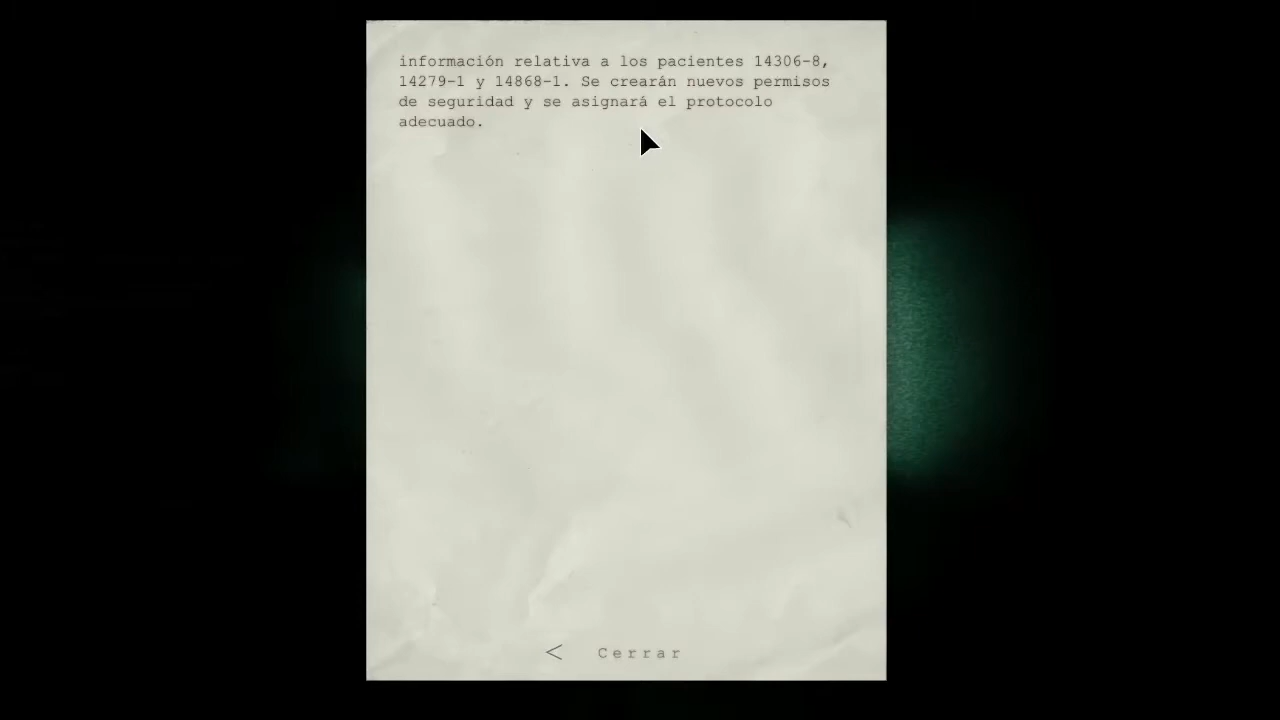 información relativa a los pacientes 14306-8,
14279-1 y 14868-1. Se crearán nuevos permisos
de seguridad y se asignará el protocolo
adecuado.
< Cerrar